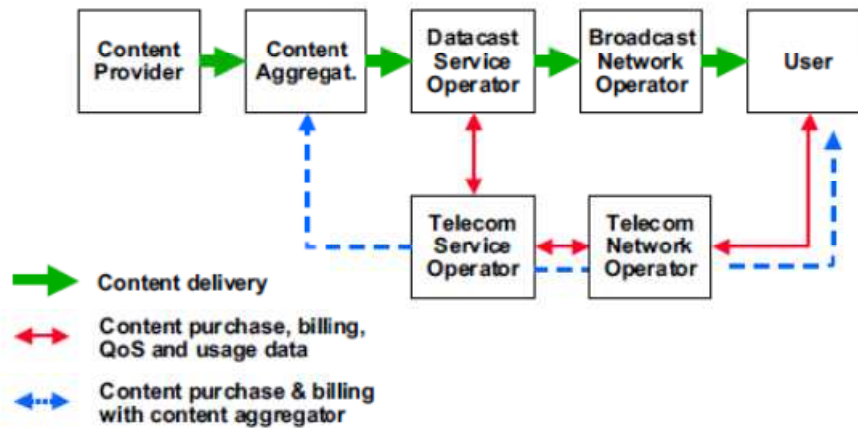 Content
Provider
Content
Aggregat.
Datacast
Service
Operator
Broadcast
Network
Operator
User
Telecom
Service
Operator
Telecom
Network
Operator
Content delivery
Content purchase, billing,
QoS and usage data
Content purchase & billing
with content aggregator